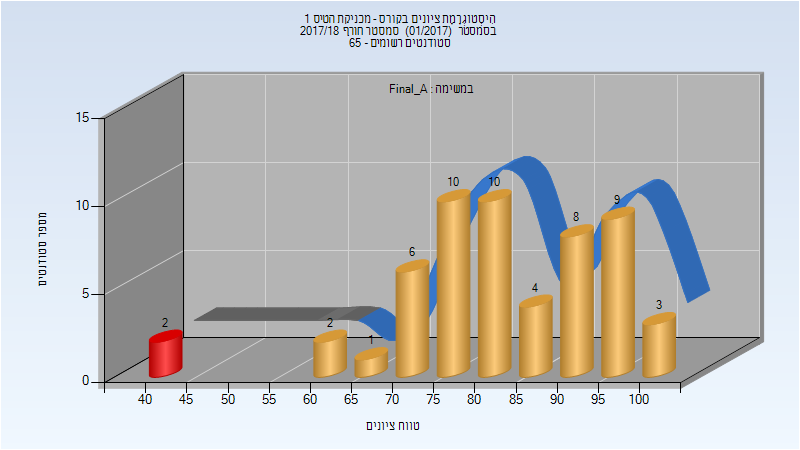 היסטוגרמת ציונים בקורס - מכניקת הטיס 1
בסמסטר (01/2017) סמסטר חורף 2017/18
סטודנטים רשומים - 65
במשימה : Final_A
מספר סטודנטים
15
10
5
0
2
2
1
6
10
10
4
8
9
3
40 45 50 55 60 65 70 75 80 85 90 95 100
טווח ציונים